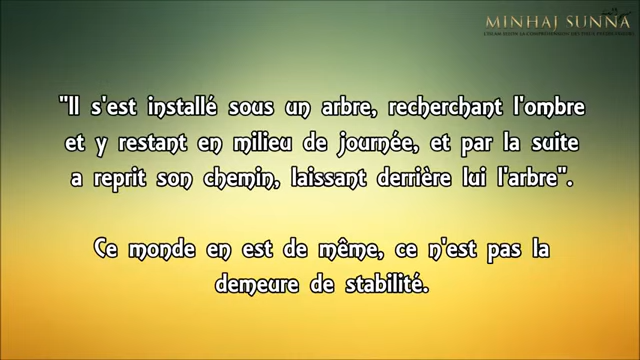 MINHAJ SUNNA
"Il s'est installé sous un arbre, recherchant l'ombre
et y restant en milieu de journée, et par la suite
a reprit son chemin, laissant derrière lui l'arbre".
Ce monde en est de même, ce n'est pas la
demeure de stabilité.